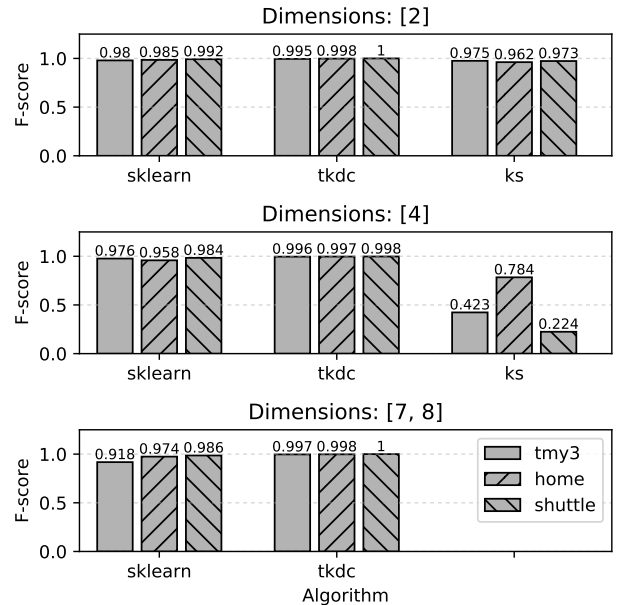 Dimensions: [2]
F-score
1.0
0.5
0.0
0.98 0.985 0.992 0.995 0.998 1 0.975 0.962 0.973
sklearn tkdc ks
Dimensions: [4]
F-score
1.0
0.5
0.0
0.976 0.958 0.984 0.996 0.997 0.998 0.423 0.784 0.224
sklearn tkdc ks
Dimensions: [7, 8]
F-score
1.0
0.5
0.0
0.918 0.974 0.986 0.997 0.998 1
tmy3
home
shuttle
sklearn tkdc
Algorithm